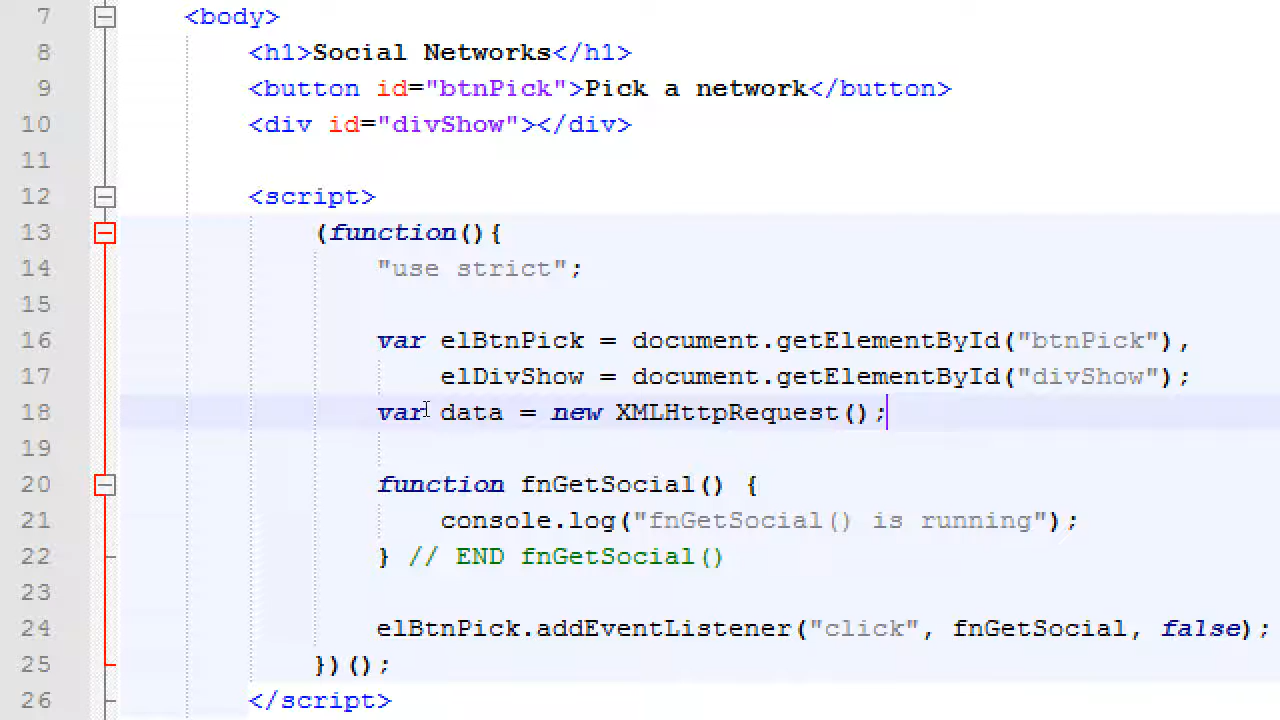 7 <body>
8 <h1>Social Networks</h1>
9 <button id="btnPick">Pick a network</button>
10 <div id="divShow"></div>
11
12 <script>
13 (function(){
14 "use strict";
15
16 var elBtnPick = document.getElementById("btnPick"),
17 elDivShow = document.getElementById("divShow");
18 var data = new XMLHttpRequest();
19
20 function fnGetSocial() {
21 console.log("fnGetSocial() is running");
22 } // END fnGetSocial()
23
24 elBtnPick.addEventListener("click", fnGetSocial, false);
25 })();
26 </script>